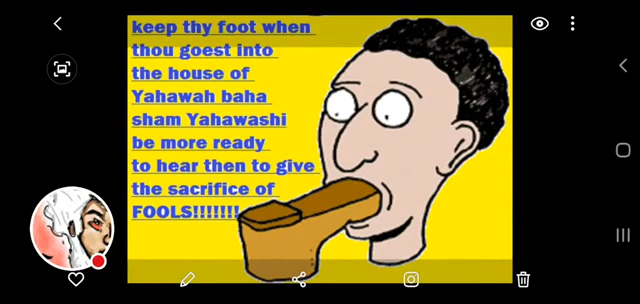 keep thy foot when
thou goest into
the house of
Yahawah baha
sham Yahawashi
be more ready
to hear then to give
the sacrifice of
FOOLS!!!!!!!